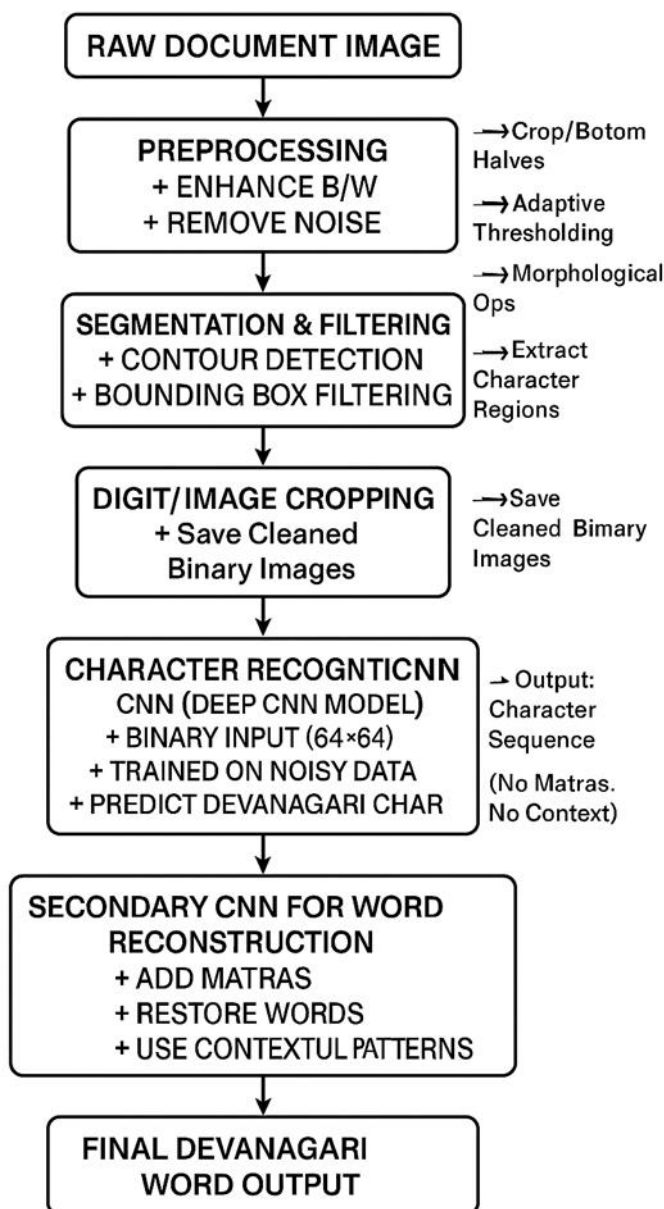 RAW DOCUMENT IMAGE
PREPROCESSING
+ ENHANCE B/W
+ REMOVE NOISE
→Crop/Botom
Halves
→Adaptive
Thresholding
→Morphological
Ops
SEGMENTATION & FILTERING
+ CONTOUR DETECTION
+ BOUNDING BOX FILTERING
→Extract
Character
Regions
DIGIT/IMAGE CROPPING
+ Save Cleaned
Binary Images
→Save
Cleaned Bimary
Images
CHARACTER RECOGNTICNN
CNN (DEEP CNN MODEL)
+ BINARY INPUT (64×64)
+ TRAINED ON NOISY DATA
+ PREDICT DEVANAGARI CHAR
→ Output:
Character
Sequence
(No Matras.
No Context)
SECONDARY CNN FOR WORD
RECONSTRUCTION
+ ADD MATRAS
+ RESTORE WORDS
+ USE CONTEXTUL PATTERNS
FINAL DEVANAGARI
WORD OUTPUT